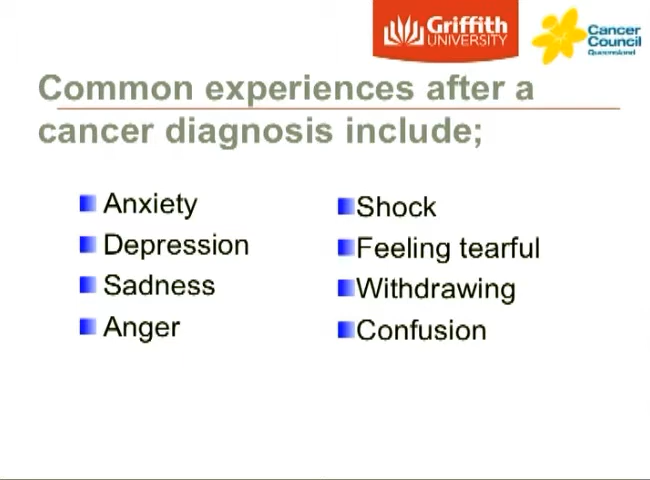 Griffith
UNIVERSITY
Cancer
Council
Queensland
Common experiences after a
cancer diagnosis include;
Anxiety
Depression
Sadness
Anger
Shock
Feeling tearful
Withdrawing
Confusion